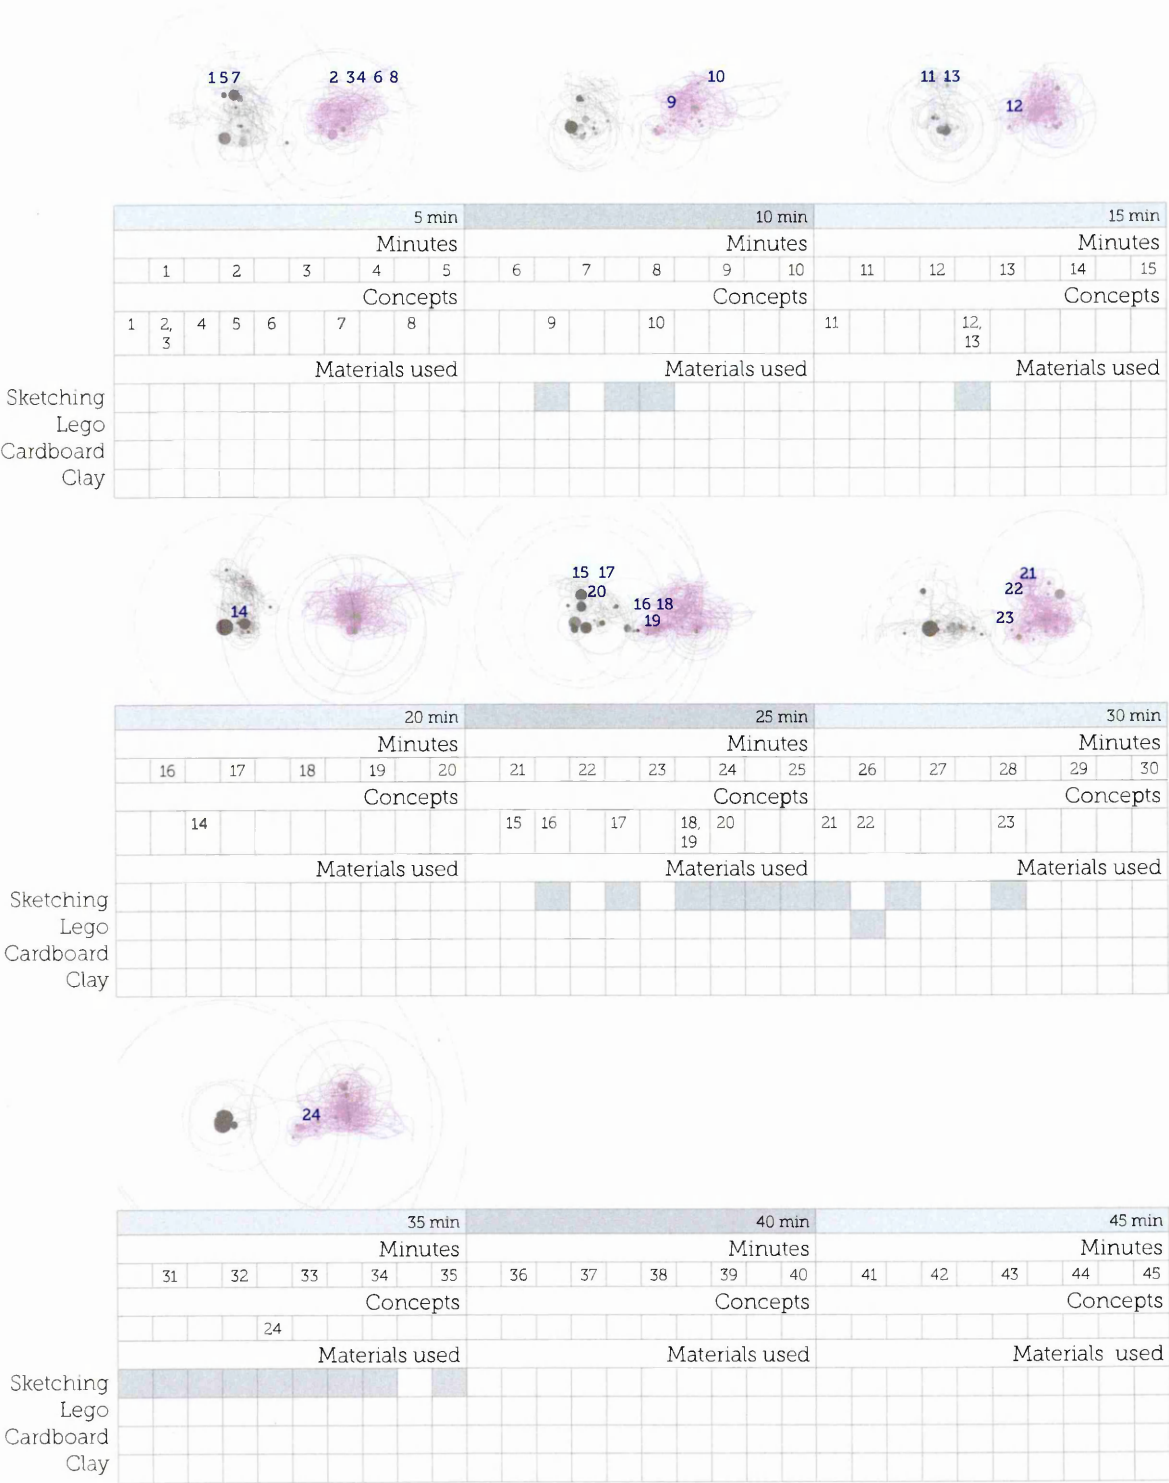 1 5 7 2 3 4 6 8 10 11 13
9 12
5 min 10 min 15 min
Minutes Minutes Minutes
1 2 3 4 5 6 7 8 9 10 11 12 13 14 15
Concepts Concepts Concepts
1 2, 4 5 6 7 8 9 10 11 12,
3 13
Materials used Materials used Materials used
Sketching
Lego
Cardboard
Clay
15 17 21
20 22
14 16 18
19 23
20 min 25 min 30 min
Minutes Minutes Minutes
16 17 18 19 20 21 22 23 24 25 26 27 28 29 30
Concepts Concepts Concepts
14 15 16 17 18, 20 21 22 23
19
Materials used Materials used Materials used
Sketching
Lego
Cardboard
Clay
24
35 min 40 min 45 min
Minutes Minutes Minutes
31 32 33 34 35 36 37 38 39 40 41 42 43 44 45
Concepts Concepts Concepts
24
Materials used Materials used Materials used
Sketching
Lego
Cardboard
Clay